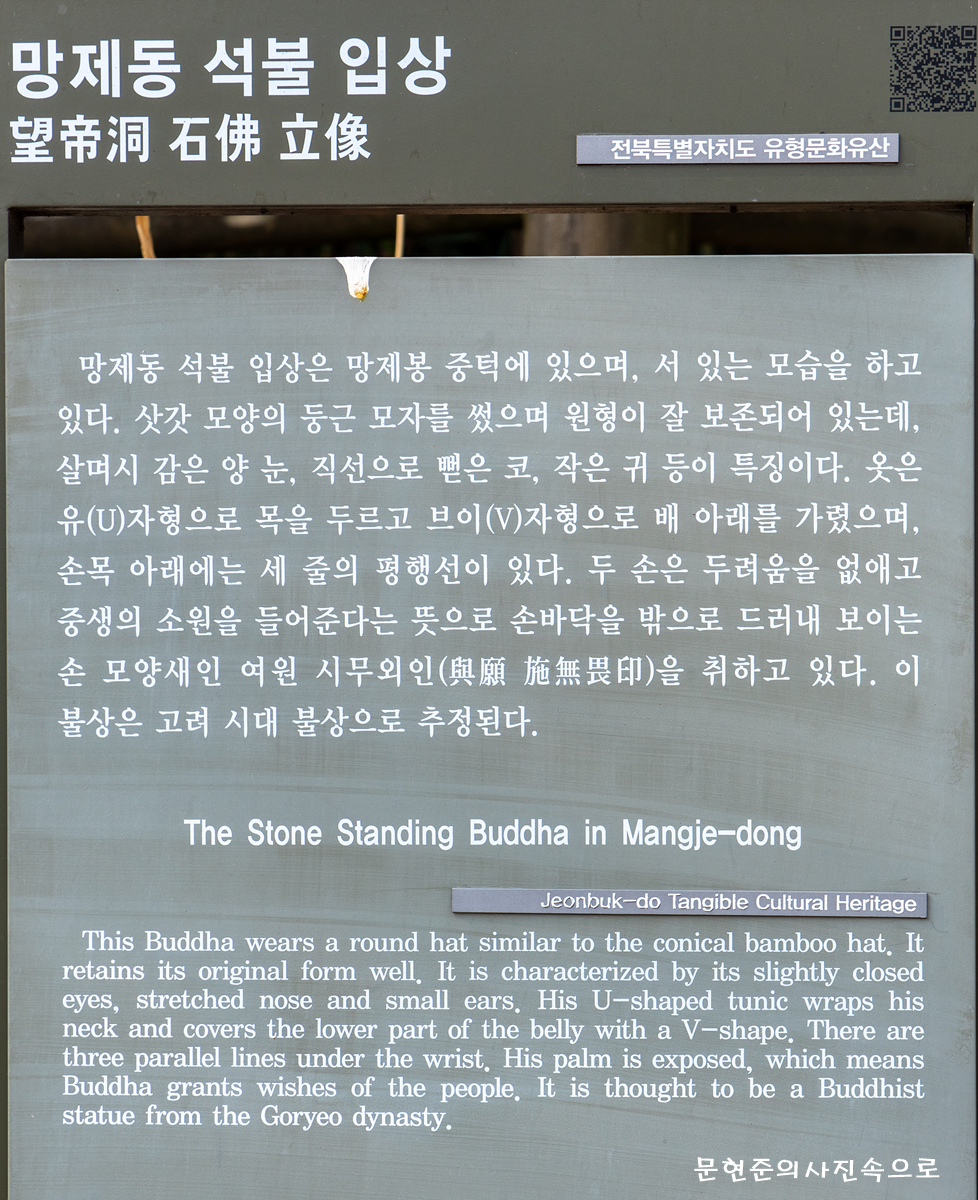 망제동 석불 입상
望帝洞 石佛 立像
전북특별자치도 유형문화유산
망제동 석불 입상은 망제봉 중턱에 있으며, 서 있는 모습을 하고
있다. 삿갓 모양의 둥근 모자를 썼으며 원형이 잘 보존되어 있는데,
살며시 감은 양 눈, 직선으로 뻗은 코, 작은 귀 등이 특징이다. 옷은
유(U)자형으로 목을 두르고 브이(V)자형으로 배 아래를 가렸으며,
손목 아래에는 세 줄의 평행선이 있다. 두 손은 두려움을 없애고
중생의 소원을 들어준다는 뜻으로 손바닥을 밖으로 드러내 보이는
손 모양새인 여원 시무외인(與願 施無畏印)을 취하고 있다. 이
불상은 고려 시대 불상으로 추정된다.
The Stone Standing Buddha in Mangje-dong
Jeonbuk-do Tangible Cultural Heritage
This Buddha wears a round hat similar to the conical bamboo hat. It
retains its original form well. It is characterized by its slightly closed
eyes, stretched nose and small ears. His U-shaped tunic wraps his
neck and covers the lower part of the belly with a V-shape. There are
three parallel lines under the wrist. His palm is exposed, which means
Buddha grants wishes of the people. It is thought to be a Buddhist
statue from the Goryeo dynasty.
문현준의사진속으로